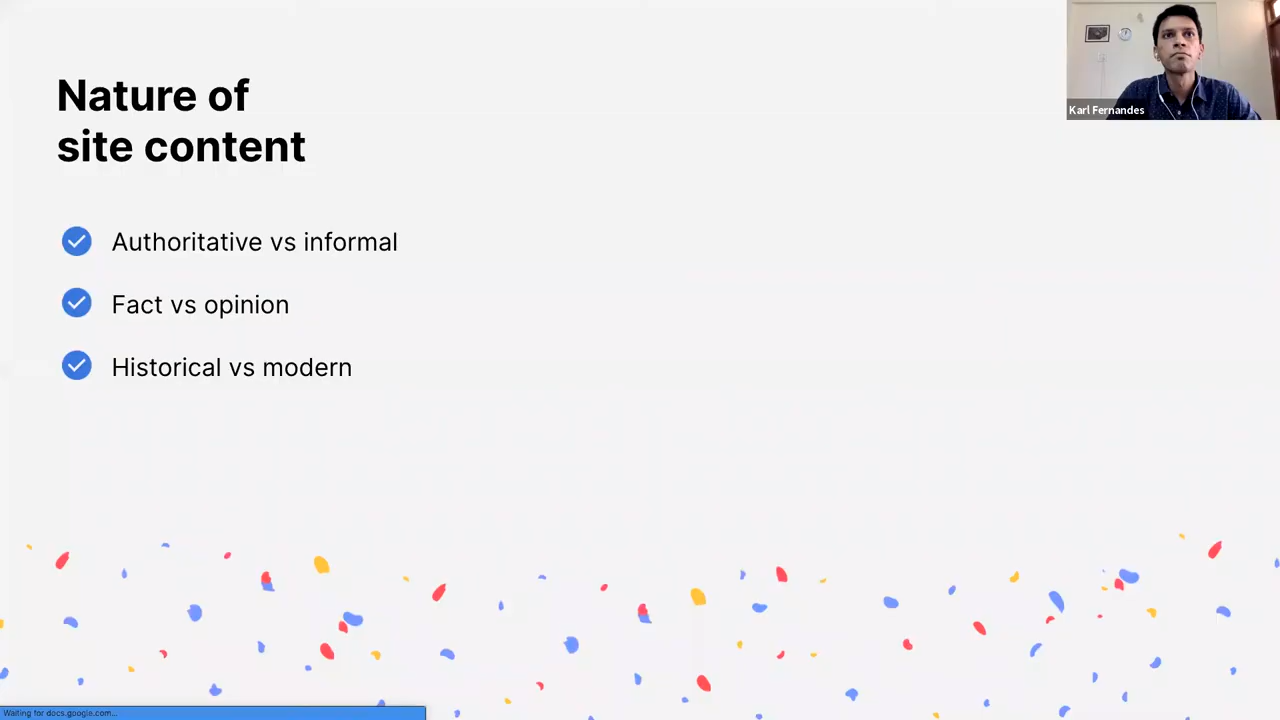 Nature of
site content
Authoritative vs informal
Fact vs opinion
Historical vs modern
Karl Fernandes
Waiting for docs.google.com...